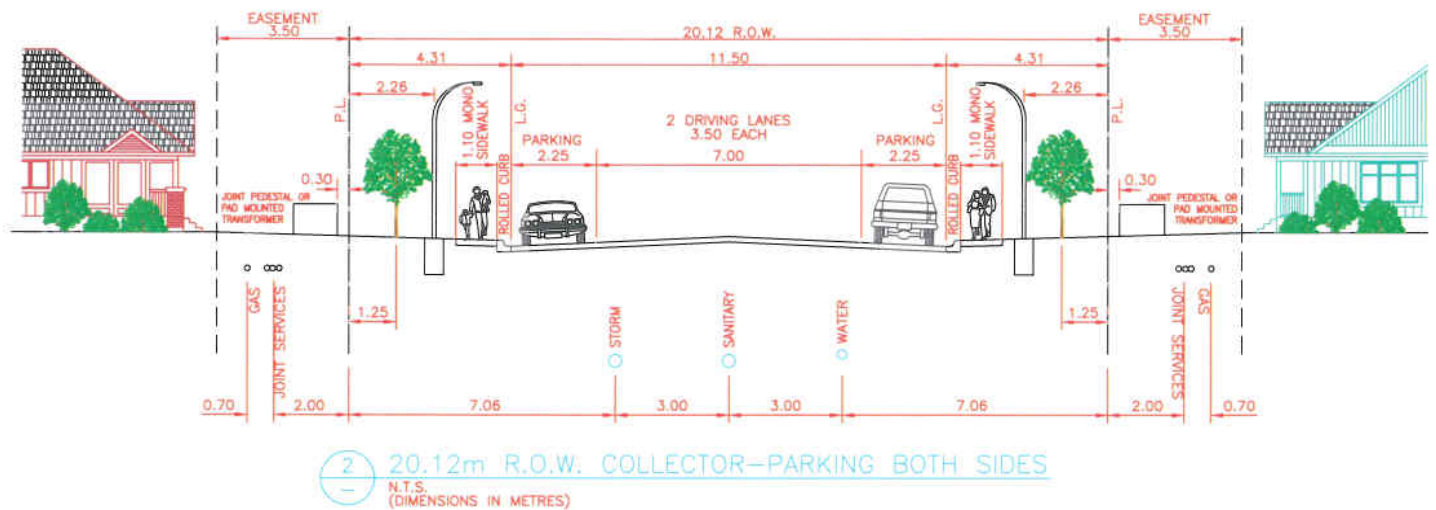 EASEMENT
3.50
20.12 R.O.W.
EASEMENT
3.50
4.31
11.50
4.31
2.26
2.26
P.L.
1.10 MONO
SIDEWALK
L.G.
ROLLED CURB
PARKING
2.25
2 DRIVING LANES
3.50 EACH
7.00
PARKING
2.25
L.G.
ROLLED CURB
1.10 MONO
SIDEWALK
P.L.
0.30
0.30
JOINT PEDESTAL OR
PAD MOUNTED
TRANSFORMER
JOINT PEDESTAL OR
PAD MOUNTED
TRANSFORMER
GAS
JOINT SERVICES
1.25
STORM
SANITARY
WATER
1.25
JOINT SERVICES
GAS
0.70
2.00
7.06
3.00
3.00
7.06
2.00
0.70
2
–
20.12m R.O.W. COLLECTOR–PARKING BOTH SIDES
N.T.S.
(DIMENSIONS IN METRES)